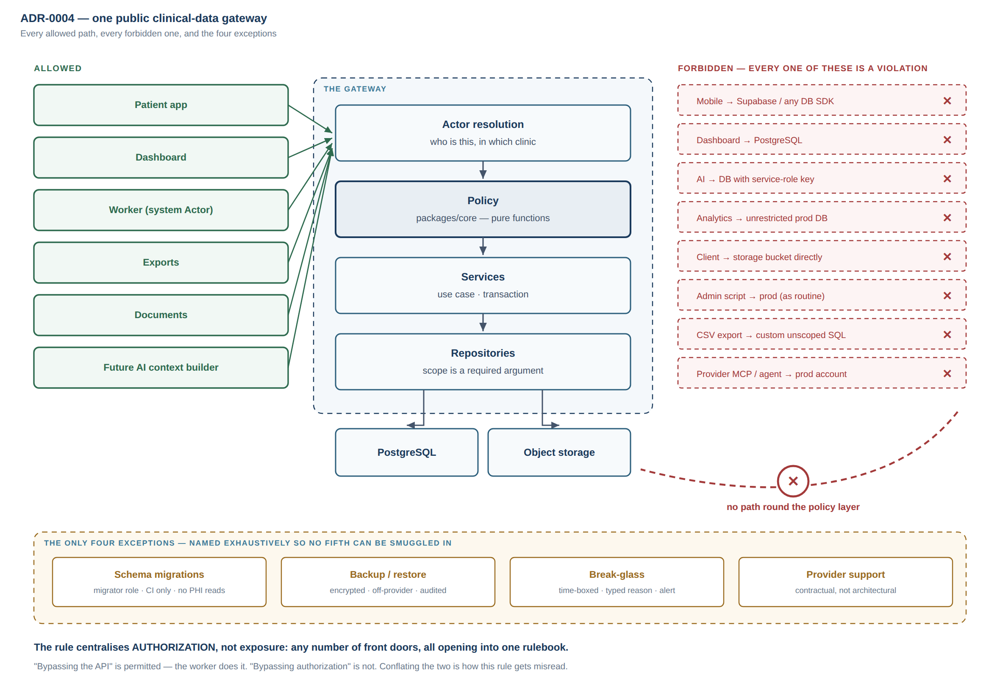 ADR-0004 — one public clinical-data gateway
Every allowed path, every forbidden one, and the four exceptions
ALLOWED
Patient app
Dashboard
Worker (system Actor)
Exports
Documents
Future AI context builder
THE GATEWAY
Actor resolution
who is this, in which clinic
Policy
packages/core — pure functions
Services
use case · transaction
Repositories
scope is a required argument
PostgreSQL
Object storage
FORBIDDEN — EVERY ONE OF THESE IS A VIOLATION
Mobile → Supabase / any DB SDK ✕
Dashboard → PostgreSQL ✕
AI → DB with service-role key ✕
Analytics → unrestricted prod DB ✕
Client → storage bucket directly ✕
Admin script → prod (as routine) ✕
CSV export → custom unscoped SQL ✕
Provider MCP / agent → prod account ✕
✕
no path round the policy layer
THE ONLY FOUR EXCEPTIONS — NAMED EXHAUSTIVELY SO NO FIFTH CAN BE SMUGGLED IN
Schema migrations
migrator role · CI only · no PHI reads
Backup / restore
encrypted · off-provider · audited
Break-glass
time-boxed · typed reason · alert
Provider support
contractual, not architectural
The rule centralises AUTHORIZATION, not exposure: any number of front doors, all opening into one rulebook.
"Bypassing the API" is permitted — the worker does it. "Bypassing authorization" is not. Conflating the two is how this rule gets misread.